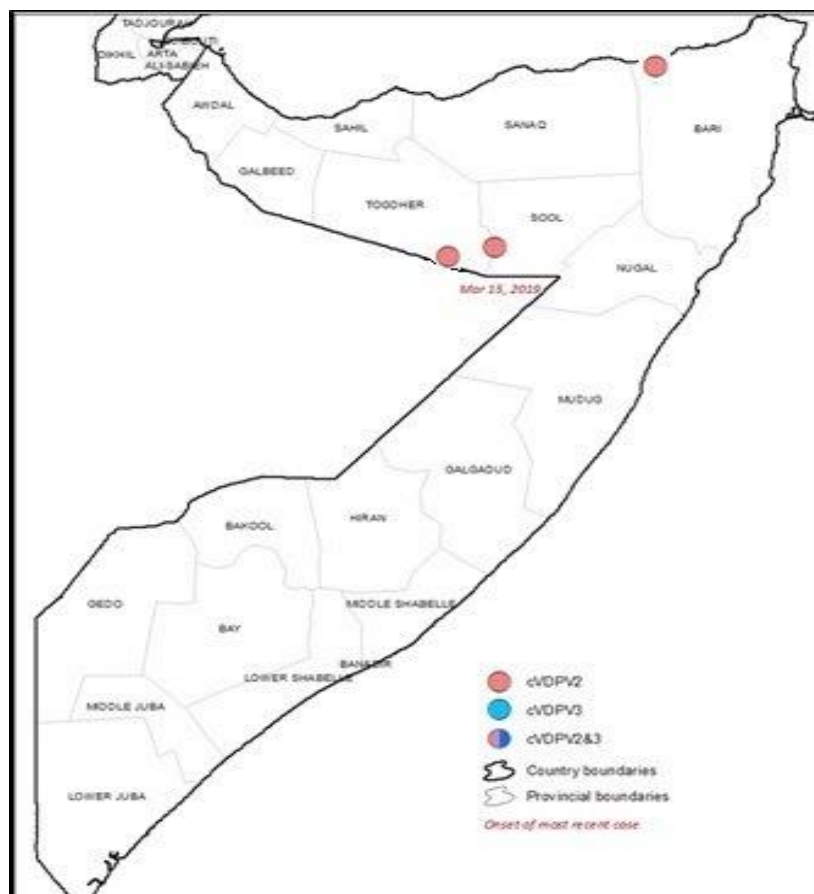 TADJOURAH
DIKHIL
ARTA
ALI-SABIEH
AWDAL
SAHIL
SANAQ
BARI
GALBEED
TOGDHER
SOOL
NUGAL
Mar 15, 2019
MUDUG
GALGADUD
HIRAN
BAKOOL
GEDO
BAY
MIDDLE SHABELLE
BANADIR
LOWER SHABELLE
MIDDLE JUBA
LOWER JUBA
cVDPV2
cVDPV3
cVDPV2&3
Country boundaries
Provincial boundaries
Onset of most recent case